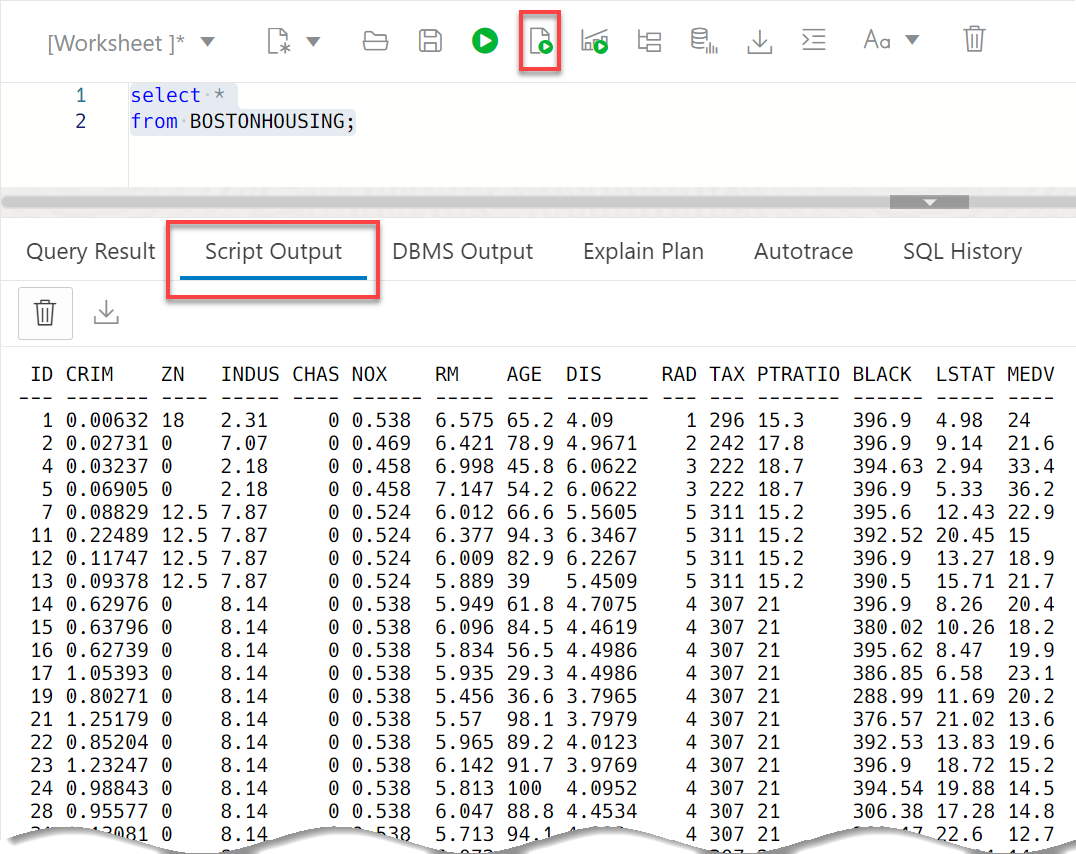 [Worksheet ]*
Aa
1 select *
2 from BOSTONHOUSING;
Query Result Script Output DBMS Output Explain Plan Autotrace SQL History
ID CRIM ZN INDUS CHAS NOX RM AGE DIS RAD TAX PTRATIO BLACK LSTAT MEDV
--- ------- ---- ----- ---- ------ ----- ---- ------- --- --- ------- ------ ----- ----
1 0.00632 18 2.31 0 0.538 6.575 65.2 4.09 1 296 15.3 396.9 4.98 24
2 0.02731 0 7.07 0 0.469 6.421 78.9 4.9671 2 242 17.8 396.9 9.14 21.6
4 0.03237 0 2.18 0 0.458 6.998 45.8 6.0622 3 222 18.7 394.63 2.94 33.4
5 0.06905 0 2.18 0 0.458 7.147 54.2 6.0622 3 222 18.7 396.9 5.33 36.2
7 0.08829 12.5 7.87 0 0.524 6.012 66.6 5.5605 5 311 15.2 395.6 12.43 22.9
11 0.22489 12.5 7.87 0 0.524 6.377 94.3 6.3467 5 311 15.2 392.52 20.45 15
12 0.11747 12.5 7.87 0 0.524 6.009 82.9 6.2267 5 311 15.2 396.9 13.27 18.9
13 0.09378 12.5 7.87 0 0.524 5.889 39 5.4509 5 311 15.2 390.5 15.71 21.7
14 0.62976 0 8.14 0 0.538 5.949 61.8 4.7075 4 307 21 396.9 8.26 20.4
15 0.63796 0 8.14 0 0.538 6.096 84.5 4.4619 4 307 21 380.02 10.26 18.2
16 0.62739 0 8.14 0 0.538 5.834 56.5 4.4986 4 307 21 395.62 8.47 19.9
17 1.05393 0 8.14 0 0.538 5.935 29.3 4.4986 4 307 21 386.85 6.58 23.1
19 0.80271 0 8.14 0 0.538 5.456 36.6 3.7965 4 307 21 288.99 11.69 20.2
21 1.25179 0 8.14 0 0.538 5.57 98.1 3.7979 4 307 21 376.57 21.02 13.6
22 0.85204 0 8.14 0 0.538 5.965 89.2 4.0123 4 307 21 392.53 13.83 19.6
23 1.23247 0 8.14 0 0.538 6.142 91.7 3.9769 4 307 21 396.9 18.72 15.2
24 0.98843 0 8.14 0 0.538 5.813 100 4.0952 4 307 21 394.54 19.88 14.5
28 0.95577 0 8.14 0 0.538 6.047 88.8 4.4534 4 307 21 306.38 17.28 14.8
0 8.14 0 0.538 5.713 94.1 4 307 21 22.6 12.7